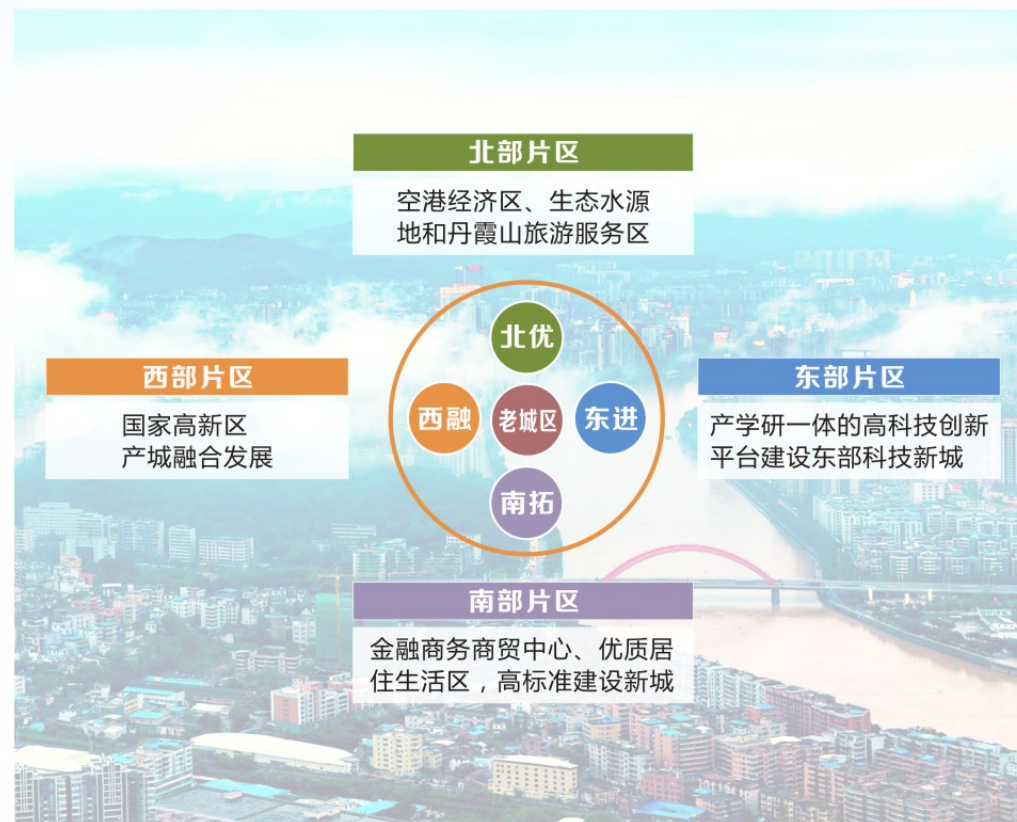 北部片区
空港经济区、生态水源
地和丹霞山旅游服务区
北优
西部片区
国家高新区
产城融合发展
西融
老城区
东进
东部片区
产学研一体的高科技创新
平台建设东部科技新城
南拓
南部片区
金融商务商贸中心、优质居
住生活区，高标准建设新城